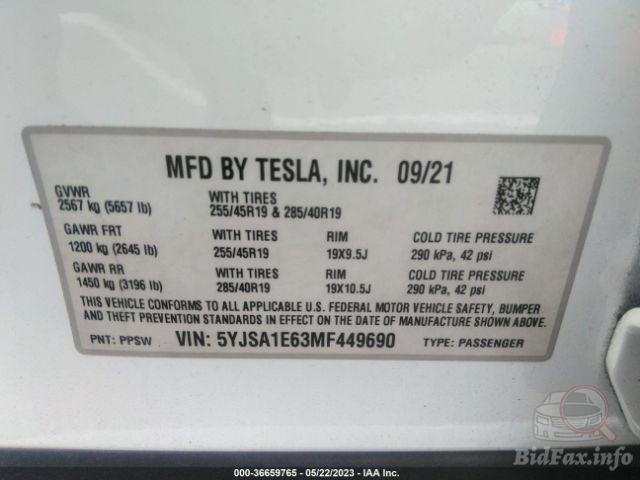 MFD BY TESLA, INC. 09/21
GVWR
2567 kg (5657 lb)
WITH TIRES
255/45R19 & 285/40R19
GAWR FRT
1200 kg (2645 lb)
WITH TIRES
255/45R19
RIM
19X9.5J
COLD TIRE PRESSURE
290 kPa, 42 psi
GAWR RR
1450 kg (3196 lb)
WITH TIRES
285/40R19
RIM
19X10.5J
COLD TIRE PRESSURE
290 kPa, 42 psi
THIS VEHICLE CONFORMS TO ALL APPLICABLE U.S. FEDERAL MOTOR VEHICLE SAFETY, BUMPER
AND THEFT PREVENTION STANDARDS IN EFFECT ON THE DATE OF MANUFACTURE SHOWN ABOVE.
PNT: PPSW VIN: 5YJSA1E63MF449690 TYPE: PASSENGER
BidFax.info
000-36659765 - 05/22/2023 - IAA Inc.